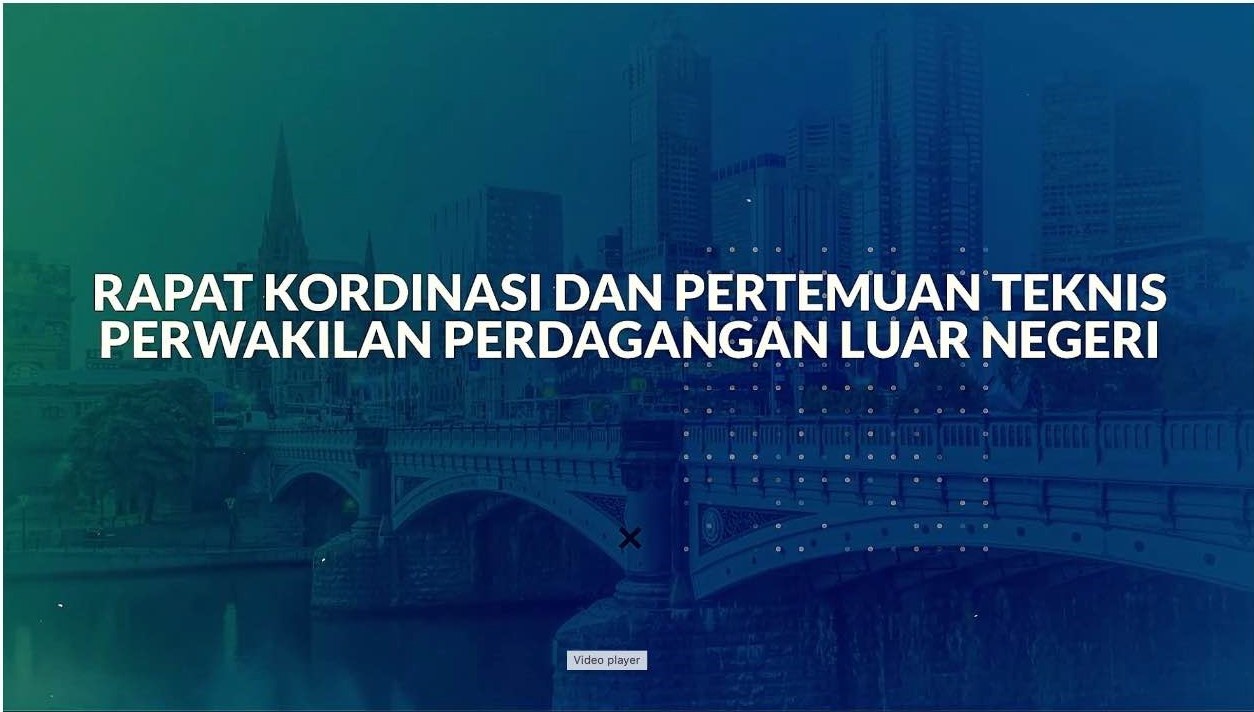 RAPAT KORDINASI DAN PERTEMUAN TEKNIS
PERWAKILAN PERDAGANGAN LUAR NEGERI
Video player